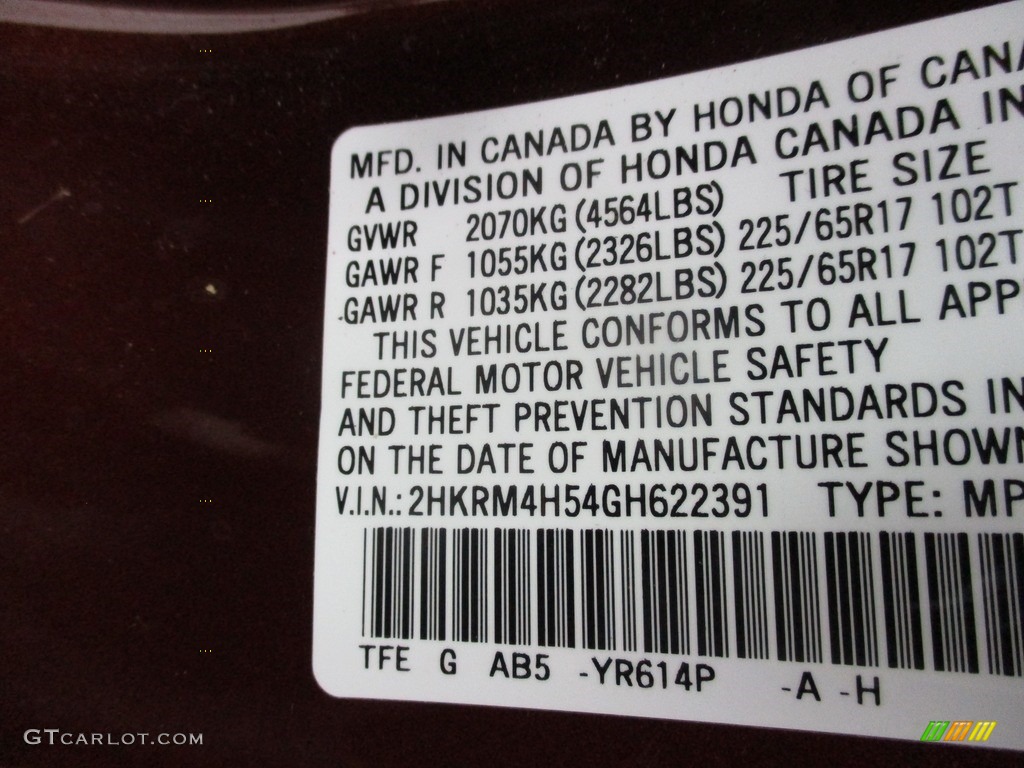 MFD. IN CANADA BY HONDA OF CANA
A DIVISION OF HONDA CANADA IN
TIRE SIZE
GVWR 2070KG (4564LBS)
GAWR F 1055KG (2326LBS) 225/65R17 102T
GAWR R 1035KG (2282LBS) 225/65R17 102T
THIS VEHICLE CONFORMS TO ALL APP
FEDERAL MOTOR VEHICLE SAFETY
AND THEFT PREVENTION STANDARDS IN
ON THE DATE OF MANUFACTURE SHOWN
V.I.N.: 2HKRM4H54GH622391 TYPE: MP
TFE G AB5 -YR614P -A -H
GTCARLOT.COM